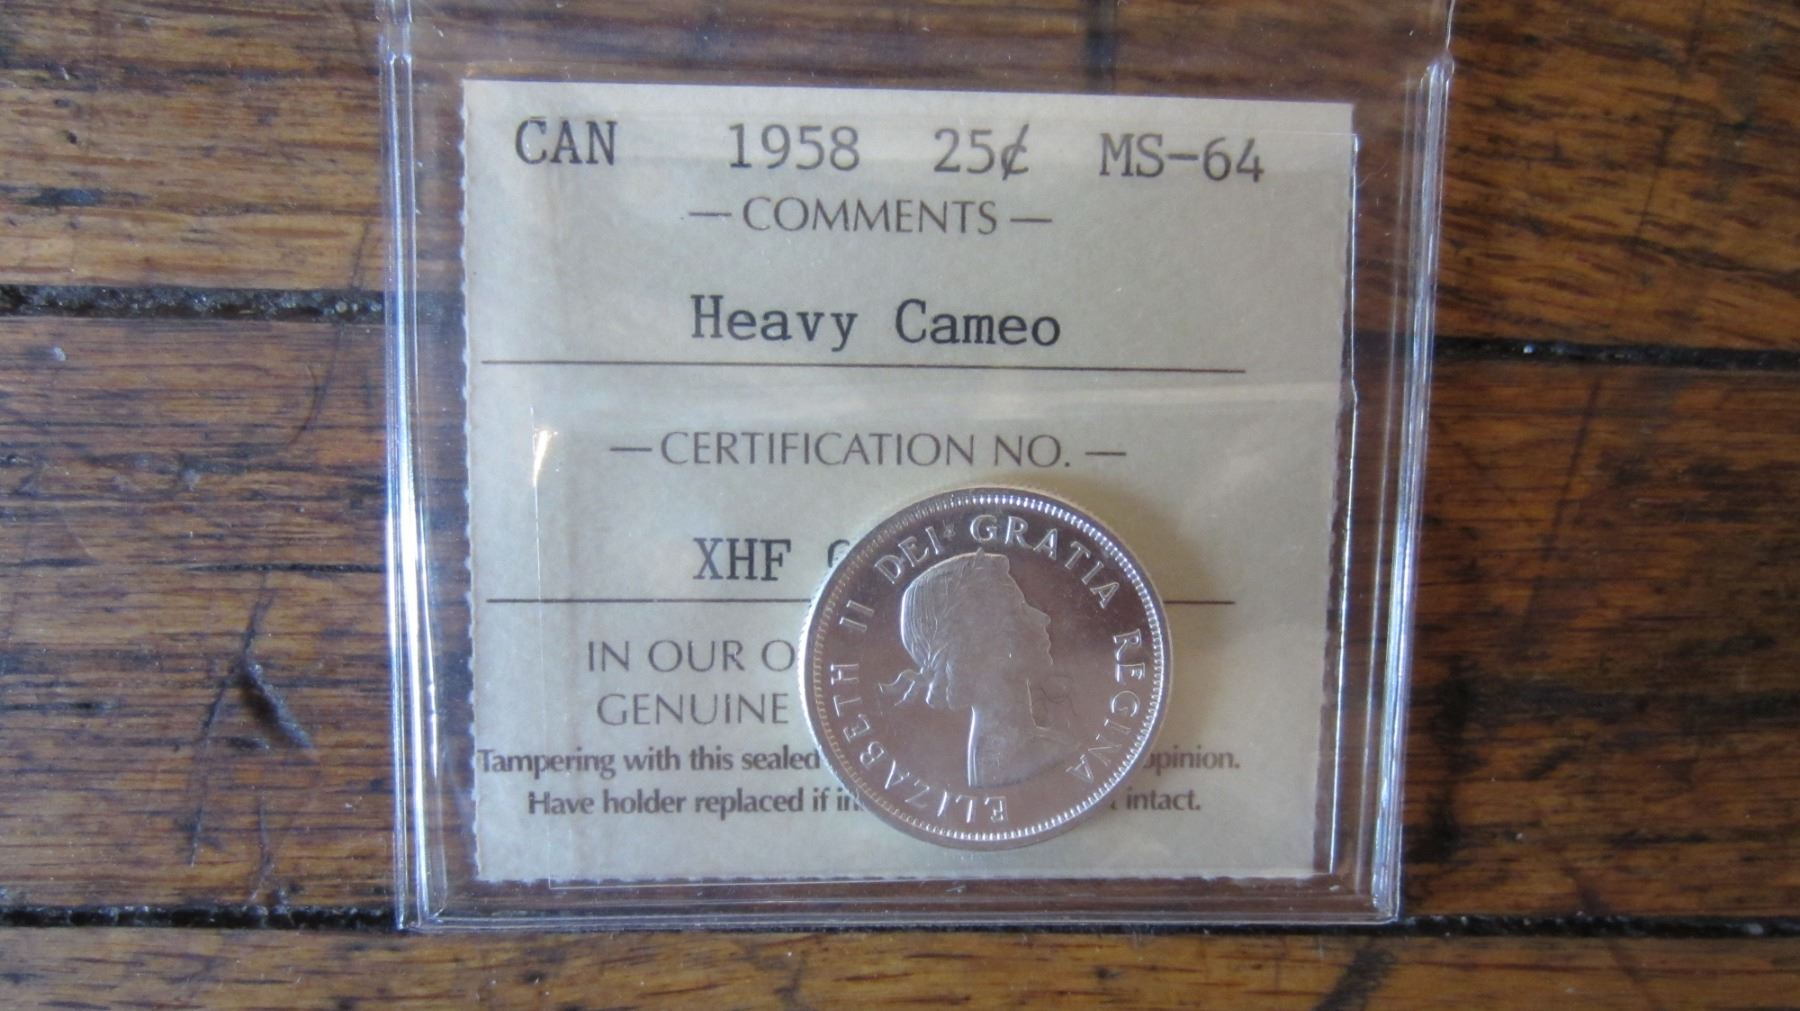 CAN 1958 25¢ MS-64
— COMMENTS —
Heavy Cameo
— CERTIFICATION NO. —
XHF
IN OUR
GENUINE
Tampering with this sealed opinion.
Have holder replaced if intact.
ELIZABETH II DEI GRATIA REGINA